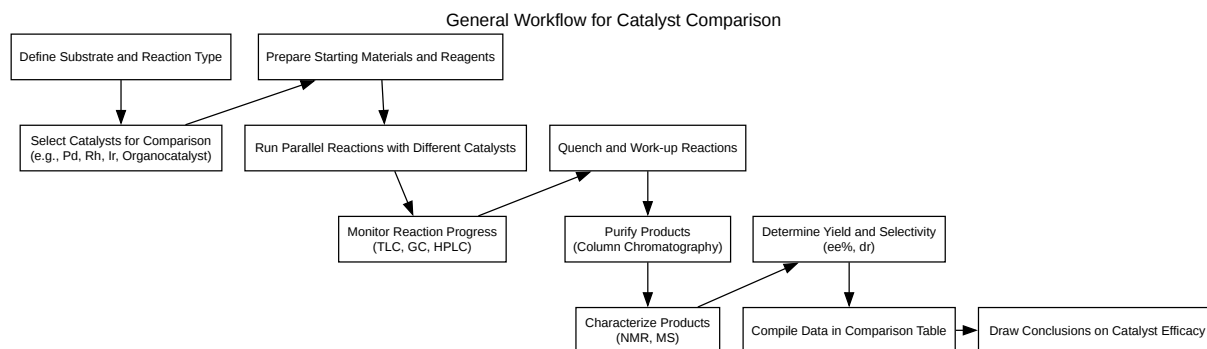 General Workflow for Catalyst Comparison
Define Substrate and Reaction Type
Select Catalysts for Comparison
(e.g., Pd, Rh, Ir, Organocatalyst)
Prepare Starting Materials and Reagents
Run Parallel Reactions with Different Catalysts
Monitor Reaction Progress
(TLC, GC, HPLC)
Quench and Work-up Reactions
Purify Products
(Column Chromatography)
Characterize Products
(NMR, MS)
Determine Yield and Selectivity
(ee%, dr)
Compile Data in Comparison Table
Draw Conclusions on Catalyst Efficacy